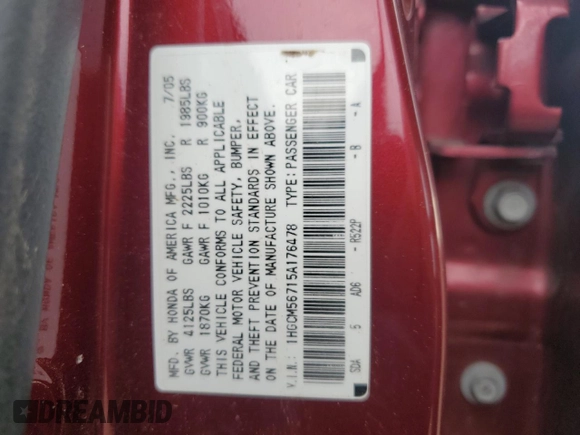 MFD. BY HONDA OF AMERICA MFG., INC. 7/05
GVWR 4125LBS GAWR F 2225LBS R 1985LBS
GVWR 1870KG GAWR F 1010KG R 900KG
THIS VEHICLE CONFORMS TO ALL APPLICABLE
FEDERAL MOTOR VEHICLE SAFETY, BUMPER,
AND THEFT PREVENTION STANDARDS IN EFFECT
ON THE DATE OF MANUFACTURE SHOWN ABOVE.
V.I.N.: 1HGCM56715A176478 TYPE:PASSENGER CAR
SDA 5 AD6 - R522P - B - A
DREAMBID